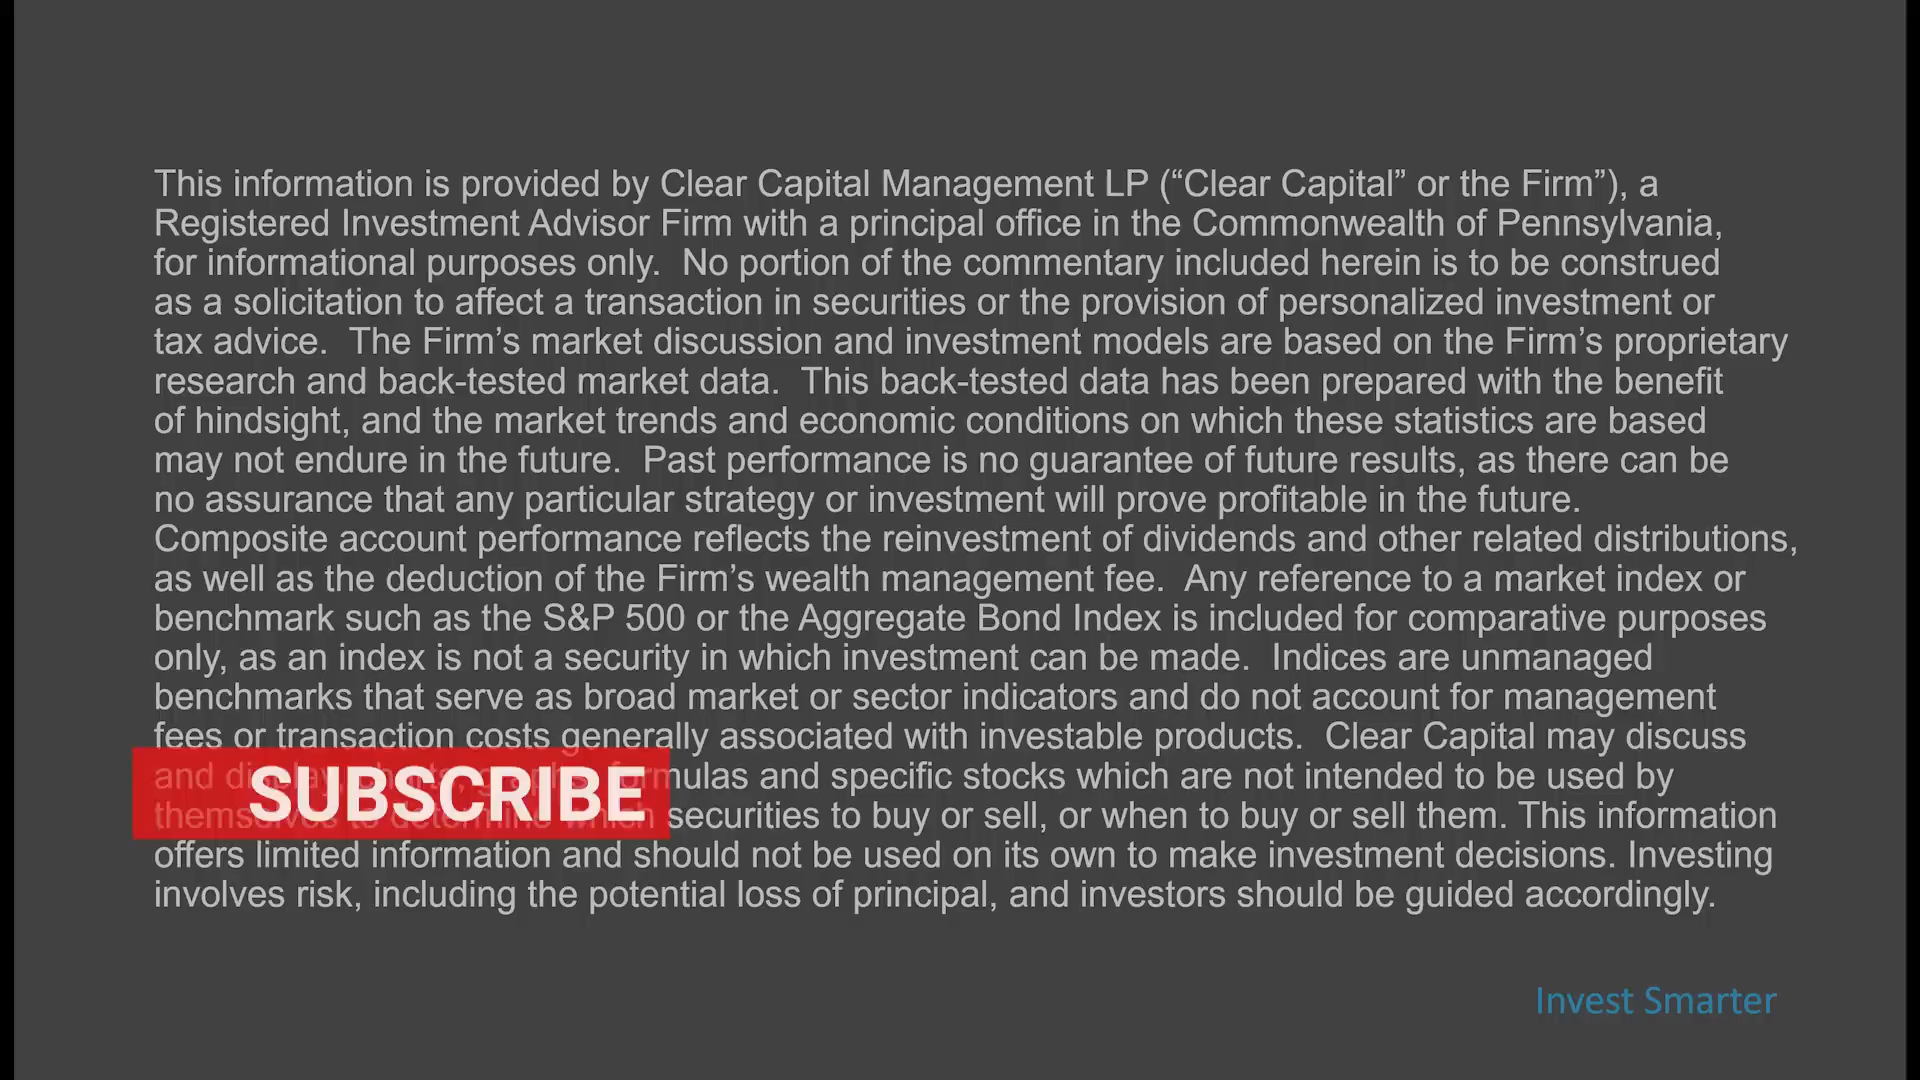 This information is provided by Clear Capital Management LP (“Clear Capital” or the Firm”), a
Registered Investment Advisor Firm with a principal office in the Commonwealth of Pennsylvania,
for informational purposes only.  No portion of the commentary included herein is to be construed
as a solicitation to affect a transaction in securities or the provision of personalized investment or
tax advice.  The Firm’s market discussion and investment models are based on the Firm’s proprietary
research and back-tested market data.  This back-tested data has been prepared with the benefit
of hindsight, and the market trends and economic conditions on which these statistics are based
may not endure in the future.  Past performance is no guarantee of future results, as there can be
no assurance that any particular strategy or investment will prove profitable in the future.
Composite account performance reflects the reinvestment of dividends and other related distributions,
as well as the deduction of the Firm’s wealth management fee.  Any reference to a market index or
benchmark such as the S&P 500 or the Aggregate Bond Index is included for comparative purposes
only, as an index is not a security in which investment can be made.  Indices are unmanaged
benchmarks that serve as broad market or sector indicators and do not account for management
fees or transaction costs generally associated with investable products.  Clear Capital may discuss
and display, charts, graphs, formulas and specific stocks which are not intended to be used by
themselves to determine which securities to buy or sell, or when to buy or sell them. This information
SUBSCRIBE
offers limited information and should not be used on its own to make investment decisions. Investing
involves risk, including the potential loss of principal, and investors should be guided accordingly.
Invest Smarter